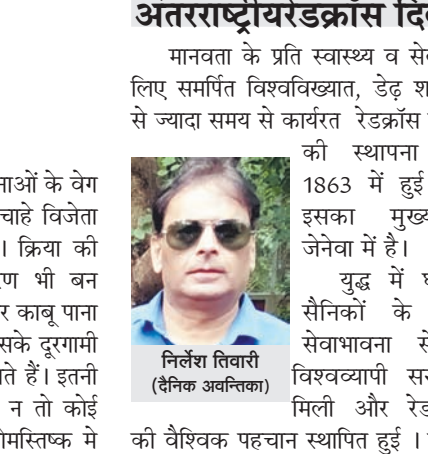 नाओं के वेग
चाहे विजेता
। क्रिया की
रण भी बन
र काबू पाना
सके दूरगामी
ते हैं। इतनी
न तो कोई
मस्तिष्क मे
अंतरराष्ट्रीयरेडक्रॉस दि
मानवता के प्रति स्वास्थ्य व से
लिए समर्पित विश्वविख्यात, डेढ़ श
से ज्यादा समय से कार्यरत रेडक्रॉस
की स्थापना
1863 में हुई
इसका मुख्य
जेनेवा में है।
युद्ध में घ
सैनिकों के
सेवाभावना से
विश्वव्यापी स
मिली और रेड
की वैश्विक पहचान स्थापित हुई ।
निर्लेश तिवारी
(दैनिक अवन्तिका)